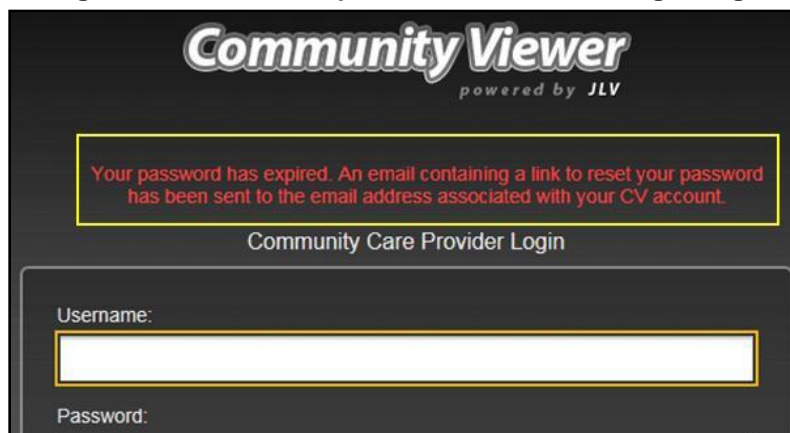 Community Viewer
powered by JLV
Your password has expired. An email containing a link to reset your password
has been sent to the email address associated with your CV account.
Community Care Provider Login
Username:
Password: